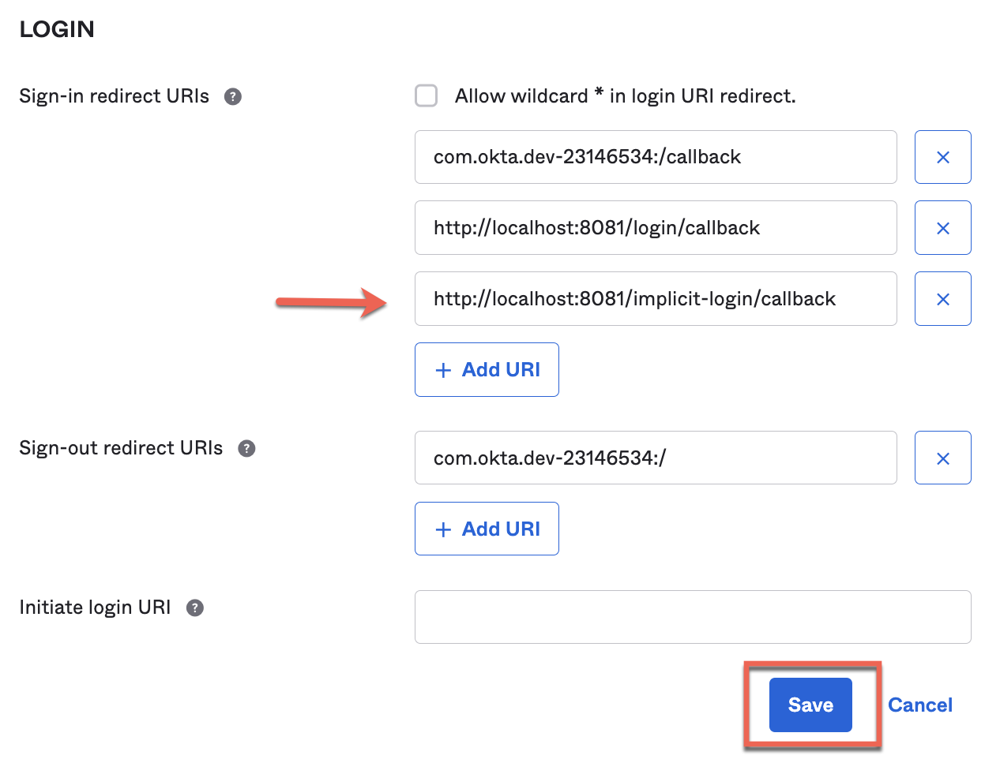 LOGIN
Sign-in redirect URIs ?
Allow wildcard * in login URI redirect.
com.okta.dev-23146534:/callback
http://localhost:8081/login/callback
http://localhost:8081/implicit-login/callback
+ Add URI
Sign-out redirect URIs ?
com.okta.dev-23146534:/
+ Add URI
Initiate login URI ?
Save Cancel